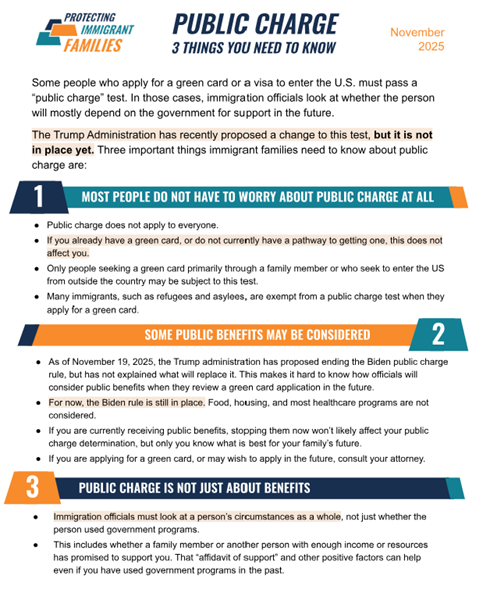 PROTECTING
IMMIGRANT
FAMILIES
PUBLIC CHARGE
3 THINGS YOU NEED TO KNOW
November
2025
Some people who apply for a green card or a visa to enter the U.S. must pass a
“public charge” test. In those cases, immigration officials look at whether the person
will mostly depend on the government for support in the future.
The Trump Administration has recently proposed a change to this test, but it is not
in place yet. Three important things immigrant families need to know about public
charge are:
1 MOST PEOPLE DO NOT HAVE TO WORRY ABOUT PUBLIC CHARGE AT ALL
● Public charge does not apply to everyone.
● If you already have a green card, or do not currently have a pathway to getting one, this does not
affect you.
● Only people seeking a green card primarily through a family member or who seek to enter the US
from outside the country may be subject to this test.
● Many immigrants, such as refugees and asylees, are exempt from a public charge test when they
apply for a green card.
SOME PUBLIC BENEFITS MAY BE CONSIDERED 2
● As of November 19, 2025, the Trump administration has proposed ending the Biden public charge
rule, but has not explained what will replace it. This makes it hard to know how officials will
consider public benefits when they review a green card application in the future.
● For now, the Biden rule is still in place. Food, housing, and most healthcare programs are not
considered.
● If you are currently receiving public benefits, stopping them now won’t likely affect your public
charge determination, but only you know what is best for your family’s future.
● If you are applying for a green card, or may wish to apply in the future, consult your attorney.
3 PUBLIC CHARGE IS NOT JUST ABOUT BENEFITS
● Immigration officials must look at a person’s circumstances as a whole, not just whether the
person used government programs.
● This includes whether a family member or another person with enough income or resources
has promised to support you. That “affidavit of support” and other positive factors can help
even if you have used government programs in the past.